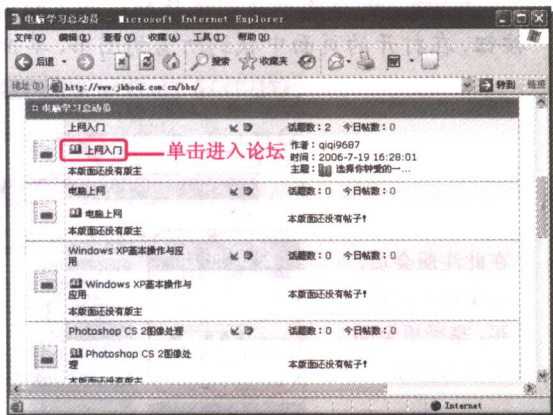 电脑学习总动员 - Microsoft Internet Explorer
文件(F) 编辑(E) 查看(V) 收藏(A) 工具(T) 帮助(H)
后退 搜索 收藏夹
地址(D) http://www.jkbook.com.cn/bbs/ 转到 链接
电脑学习总动员
上网入门 话题数：2 今日帖数：0
上网入门 单击进入论坛
作者：qiqi9687
时间：2006-7-19 16:28:01
主题： 选择你钟爱的一...
本版面还没有版主
电脑上网 话题数：0 今日帖数：0
电脑上网
本版面还没有帖子!
本版面还没有版主
Windows XP基本操作与应用 话题数：0 今日帖数：0
Windows XP基本操作与
应用
本版面还没有帖子!
本版面还没有版主
Photoshop CS 2图像处理 话题数：0 今日帖数：0
Photoshop CS 2图像处
理
本版面还没有帖子!
本版面还没有版主
Internet